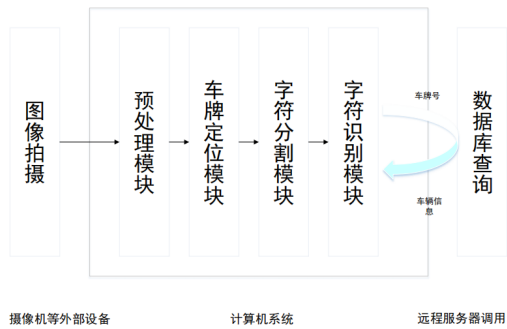 图像拍摄
预处理模块
车牌定位模块
字符分割模块
字符识别模块
车牌号
车辆信
息
数据库查询
摄像机等外部设备
计算机系统
远程服务器调用